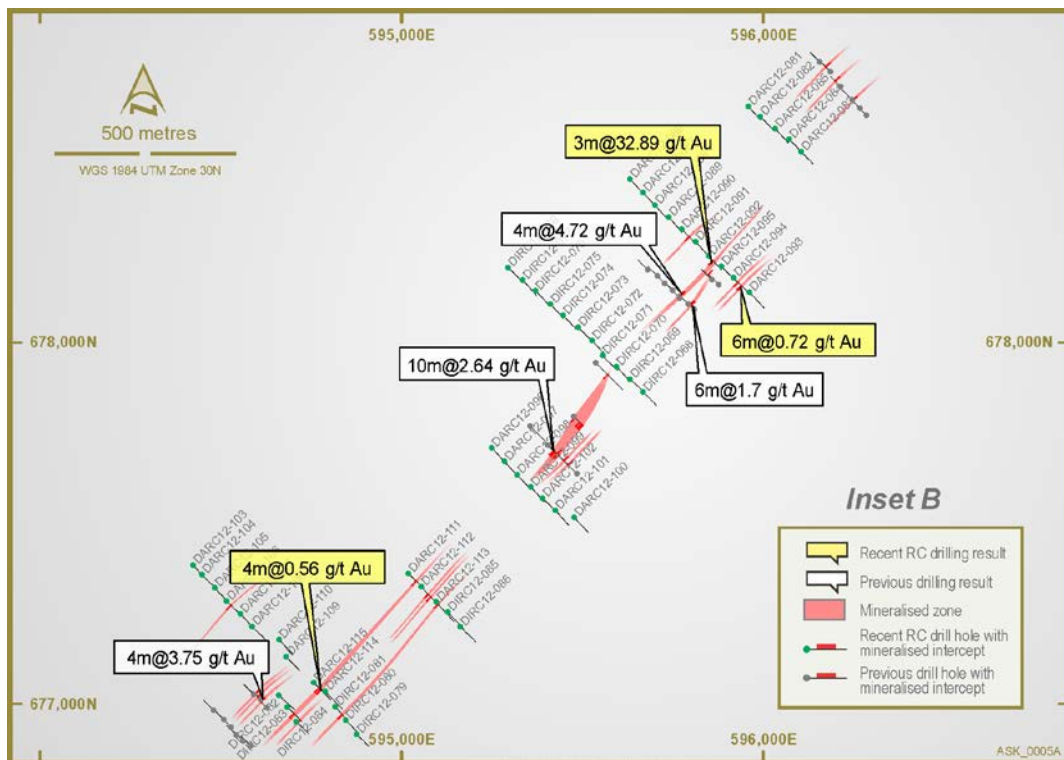 595,000E
596,000E
500 metres
WGS 1984 UTM Zone 30N
DARC12-081
DARC12-082
DARC12-085
3m@32.89 g/t Au
DARC12-089
DARC12-090
DARC12-091
DARC12-092
DARC12-095
DARC12-094
DARC12-093
4m@4.72 g/t Au
DIRC12-075
DIRC12-074
DIRC12-073
DIRC12-072
DIRC12-071
DIRC12-070
DIRC12-069
DIRC12-068
678,000N
678,000N
6m@0.72 g/t Au
10m@2.64 g/t Au
6m@1.7 g/t Au
DARC12-102
DARC12-101
DARC12-100
Inset B
Recent RC drilling result
Previous drilling result
Mineralised zone
Recent RC drill hole with
mineralised intercept
Previous drill hole with
mineralised intercept
DARC12-103
DARC12-104
DARC12-109
4m@0.56 g/t Au
DARC12-111
DARC12-112
DARC12-113
DIRC12-085
DIRC12-086
4m@3.75 g/t Au
DARC12-115
DARC12-114
DIRC12-081
DIRC12-080
DIRC12-079
DIRC12-083
DIRC12-084
677,000N
677,000N
595,000E
596,000E
ASK_0005A